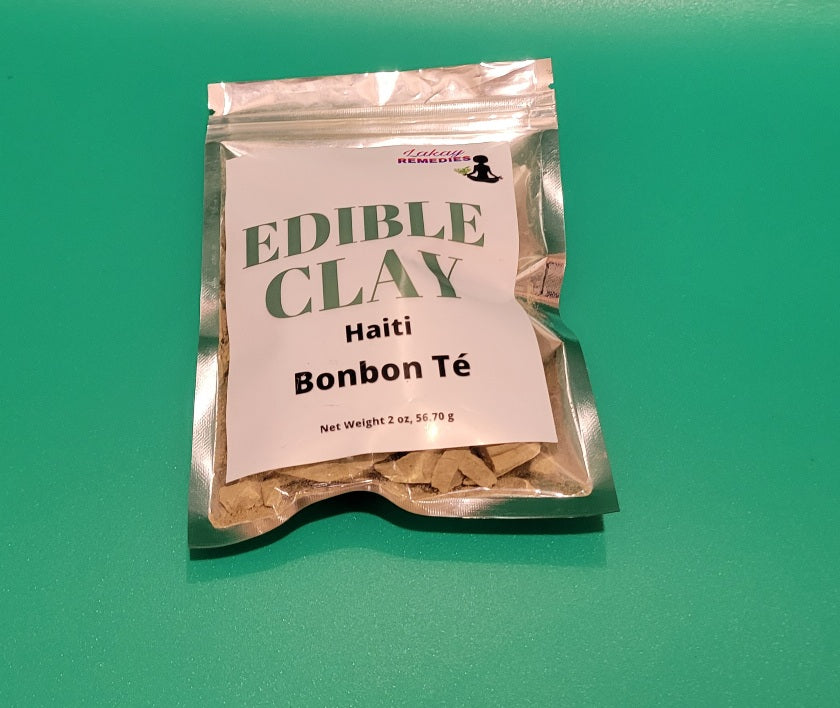 Lakay
REMEDIES
EDIBLE
CLAY
Haiti
Bonbon Té
Net Weight 2 oz, 56.70 g